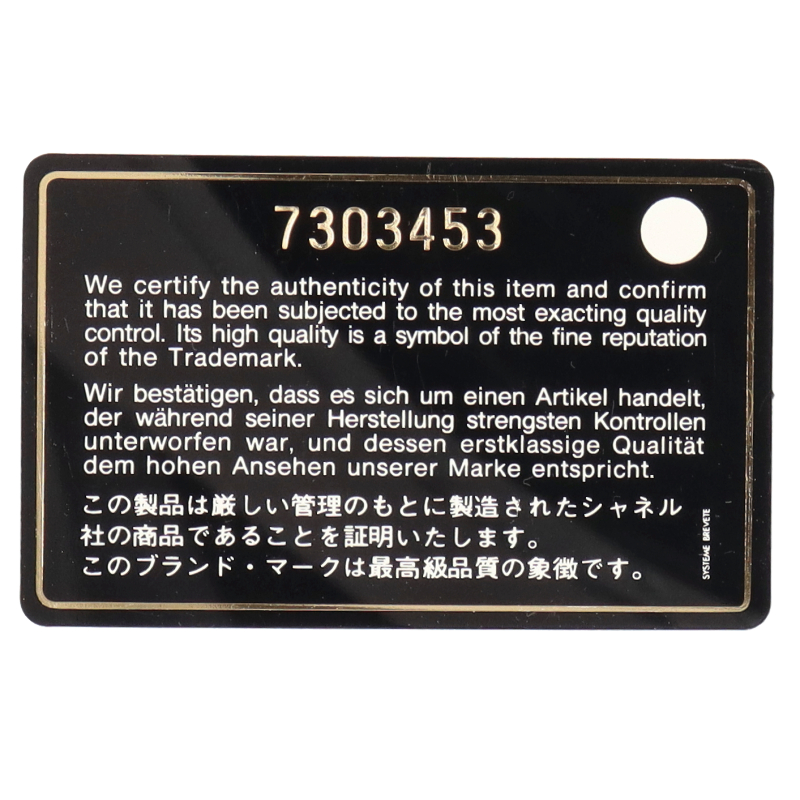 7303453
We certify the authenticity of this item and confirm
that it has been subjected to the most exacting quality
control. Its high quality is a symbol of the fine reputation
of the Trademark.
Wir bestätigen, dass es sich um einen Artikel handelt,
der während seiner Herstellung strengsten Kontrollen
unterworfen war, und dessen erstklassige Qualität
dem hohen Ansehen unserer Marke entspricht.
この製品は厳しい管理のもとに製造されたシャネル
社の商品であることを証明いたします。
このブランド・マークは最高級品質の象徴です。
SYSTEME BREVETE